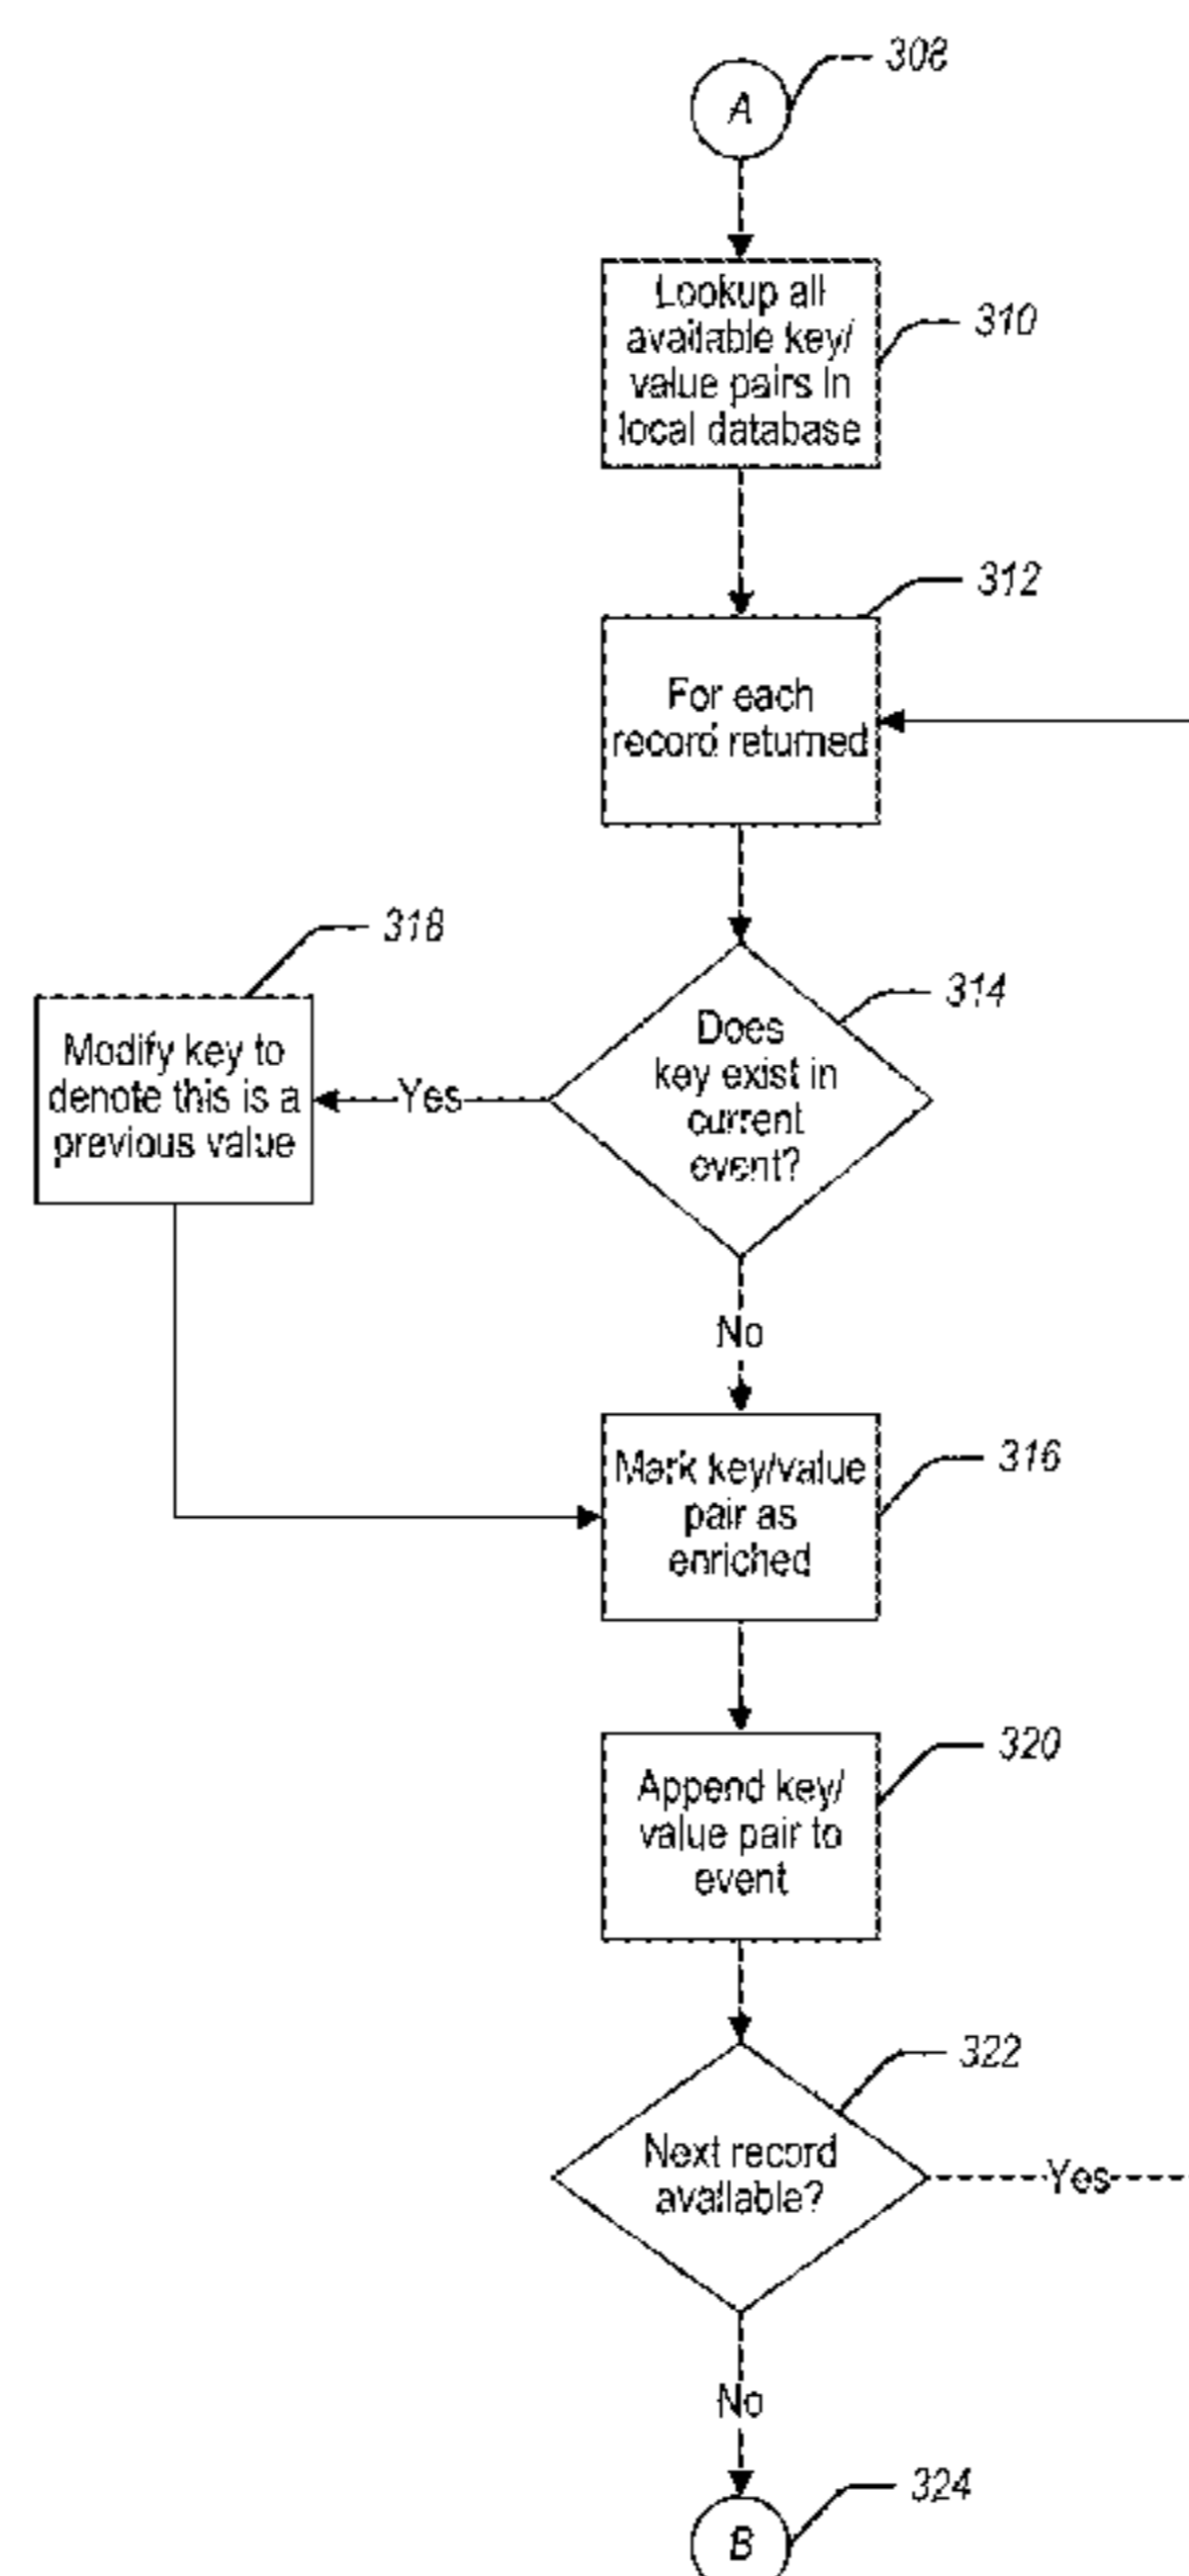 308
A
Lookup all
available key/
value pairs in
local database
310
312
For each
record returned
318
314
Modify key to
denote this is a
previous value
Yes
Does
key exist in
current
event?
No
Mark key/value
pair as
enriched
316
320
Append key/
value pair to
event
322
Next record
available?
Yes
No
324
B